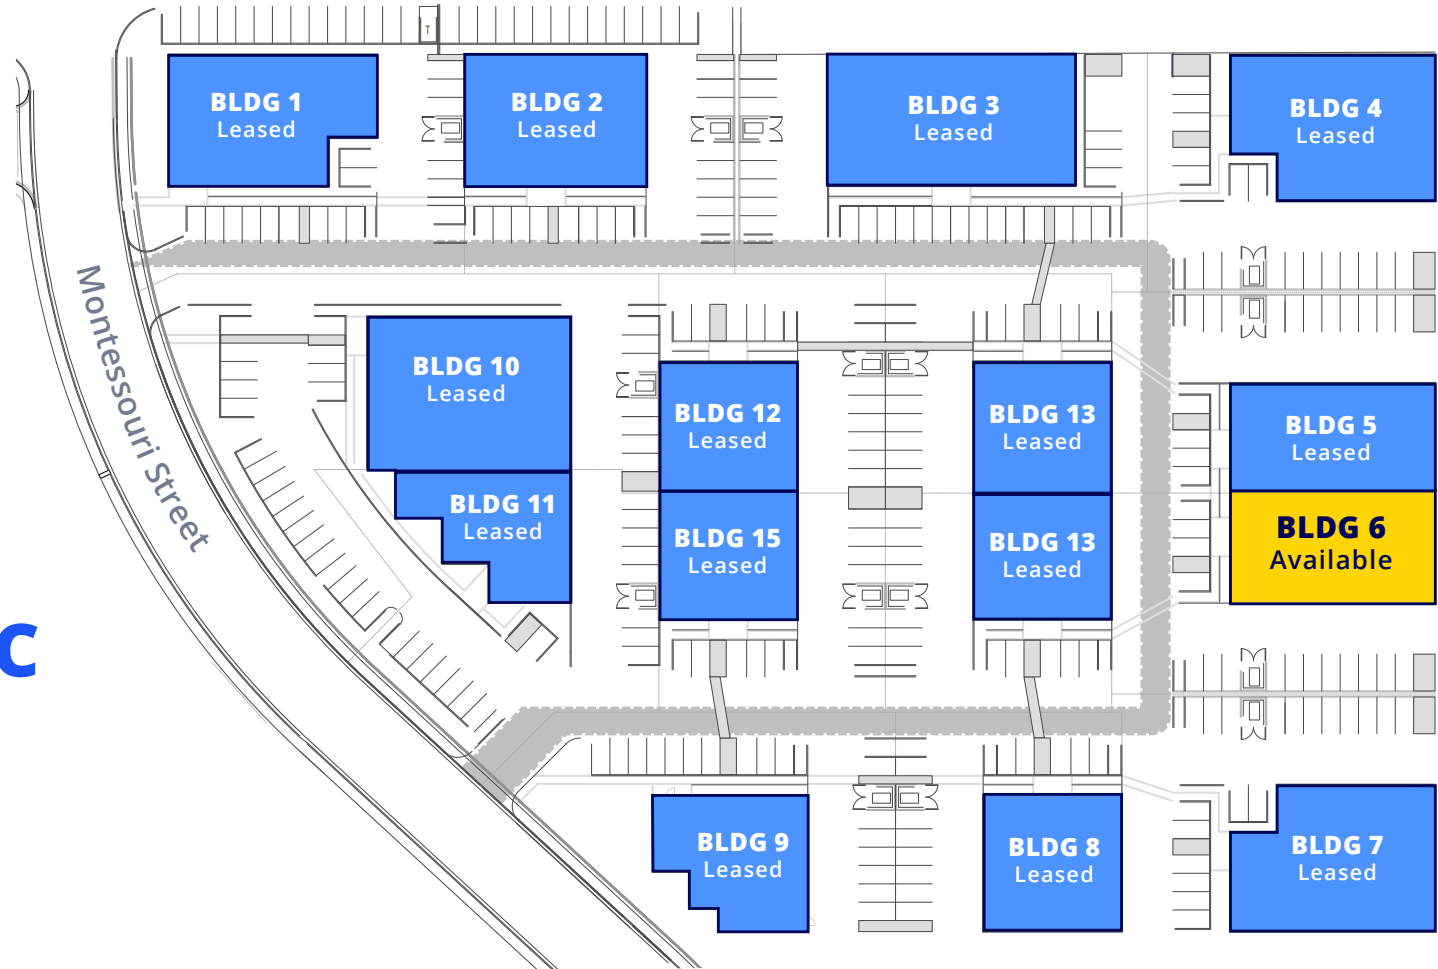 T
BLDG 1
Leased
BLDG 2
Leased
BLDG 3
Leased
BLDG 4
Leased
Montessouri Street
BLDG 10
Leased
BLDG 11
Leased
BLDG 12
Leased
BLDG 13
Leased
BLDG 5
Leased
BLDG 15
Leased
BLDG 13
Leased
BLDG 6
Available
c
BLDG 9
Leased
BLDG 8
Leased
BLDG 7
Leased